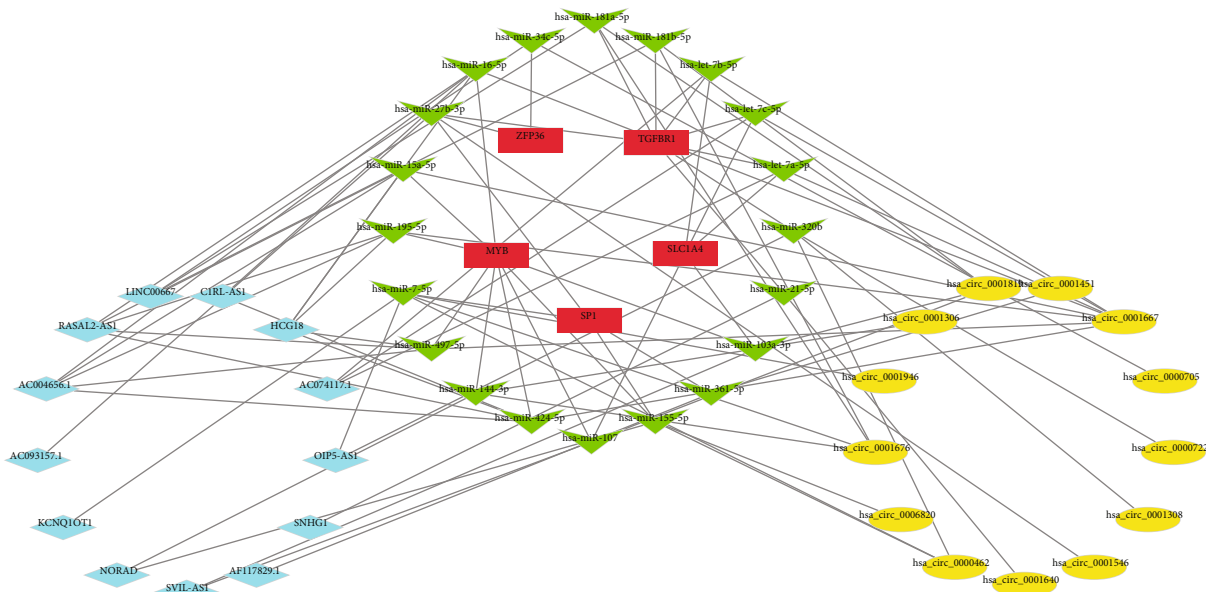 hsa-miR-181a-5p
hsa-miR-34c-5p
hsa-miR-181b-5p
hsa-miR-16-5p
hsa-let-7b-5p
hsa-miR-27b-3p
hsa-let-7c-5p
ZFP36
TGFBR1
hsa-miR-15a-5p
hsa-let-7a-5p
hsa-miR-195-5p
hsa-miR-320b
MYB
SLC1A4
LINC00667
C1RL-AS1
hsa-miR-7-5p
hsa-miR-21-5p
hsa_circ_0001819
hsa_circ_0001451
RASAL2-AS1
HCG18
SP1
hsa_circ_0001306
hsa_circ_0001667
hsa-miR-497-5p
hsa-miR-103a-3p
AC004656.1
AC074117.1
hsa-miR-144-3p
hsa-miR-361-5p
hsa_circ_0001946
hsa_circ_0000705
hsa-miR-424-5p
hsa-miR-155-5p
hsa-miR-107
AC093157.1
OIP5-AS1
hsa_circ_0001676
hsa_circ_0000722
KCNQ1OT1
SNHG1
hsa_circ_0006820
hsa_circ_0001308
NORAD
AF117829.1
hsa_circ_0000462
hsa_circ_0001546
SVIL-AS1
hsa_circ_0001640